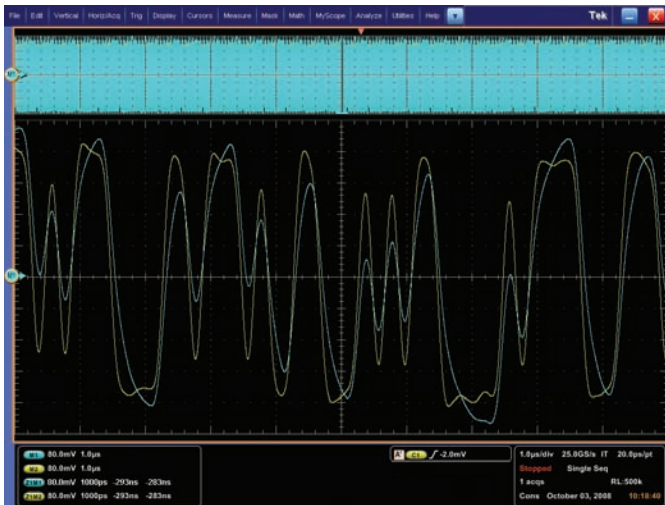 File Edit Vertical Horiz/Acq Trig Display Cursors Measure Mask Math MyScope Analyze Utilities Help Tek
M1
M1
M1 80.0mV 1.0µs
M2 80.0mV 1.0µs
Z1M1 80.0mV 1000ps -293ns -283ns
Z1M2 80.0mV 1000ps -293ns -283ns
A' C1 -2.0mV
1.0µs/div 25.0GS/s IT 20.0ps/pt
Stopped Single Seq
1 acqs RL:500k
Cons October 03, 2008 10:18:40